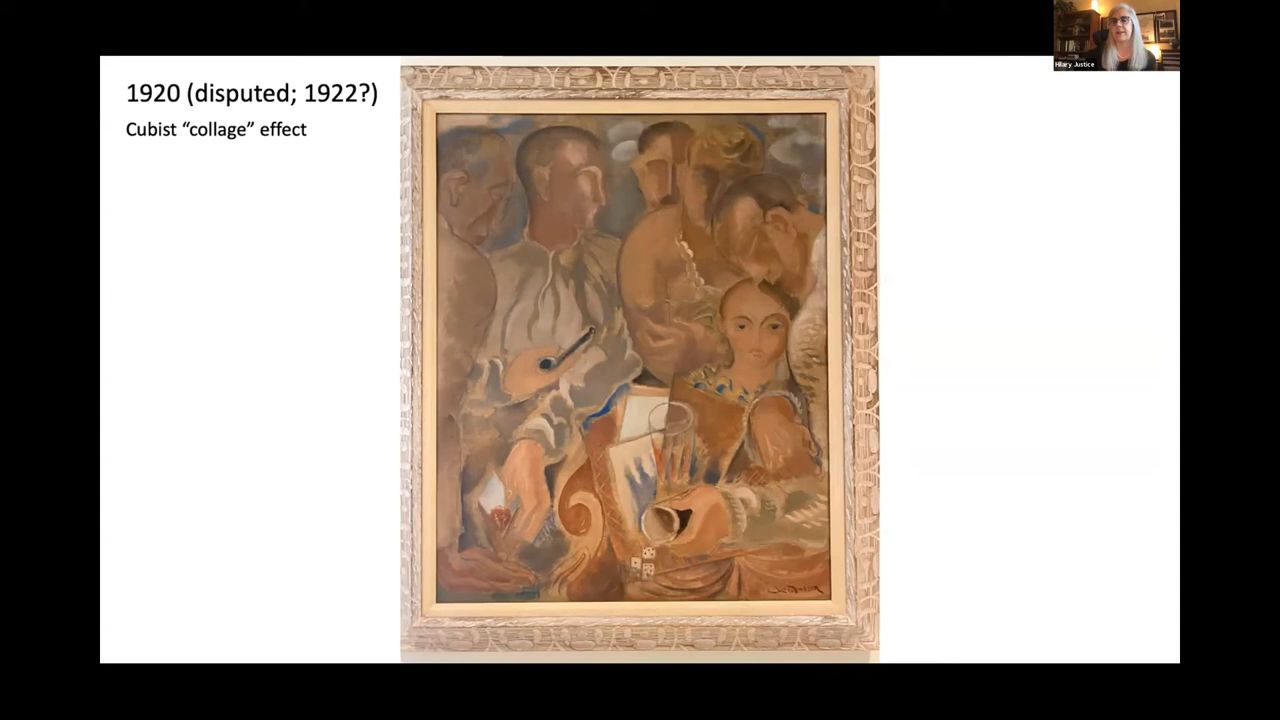 1920 (disputed; 1922?)
Cubist “collage” effect
Hilary Justice